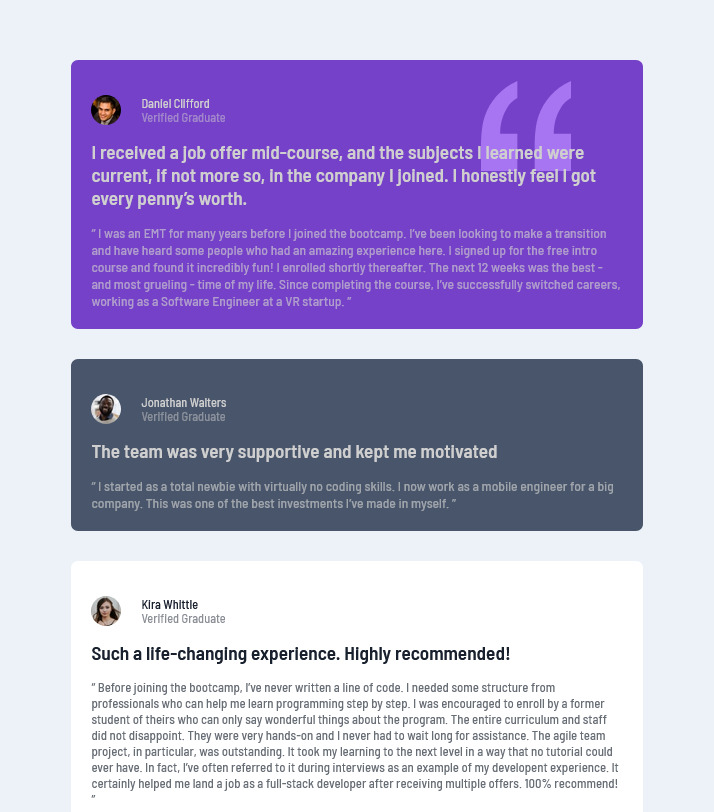 Daniel Clifford
Verified Graduate
I received a job offer mid-course, and the subjects I learned were
current, if not more so, in the company I joined. I honestly feel I got
every penny’s worth.
“ I was an EMT for many years before I joined the bootcamp. I’ve been looking to make a transition
and have heard some people who had an amazing experience here. I signed up for the free intro
course and found it incredibly fun! I enrolled shortly thereafter. The next 12 weeks was the best -
and most grueling - time of my life. Since completing the course, I’ve successfully switched careers,
working as a Software Engineer at a VR startup. ”
Jonathan Walters
Verified Graduate
The team was very supportive and kept me motivated
“ I started as a total newbie with virtually no coding skills. I now work as a mobile engineer for a big
company. This was one of the best investments I’ve made in myself. ”
Kira Whittle
Verified Graduate
Such a life-changing experience. Highly recommended!
“ Before joining the bootcamp, I’ve never written a line of code. I needed some structure from
professionals who can help me learn programming step by step. I was encouraged to enroll by a former
student of theirs who can only say wonderful things about the program. The entire curriculum and staff
did not disappoint. They were very hands-on and I never had to wait long for assistance. The agile team
project, in particular, was outstanding. It took my learning to the next level in a way that no tutorial could
ever have. In fact, I’ve often referred to it during interviews as an example of my developent experience. It
certainly helped me land a job as a full-stack developer after receiving multiple offers. 100% recommend!
”